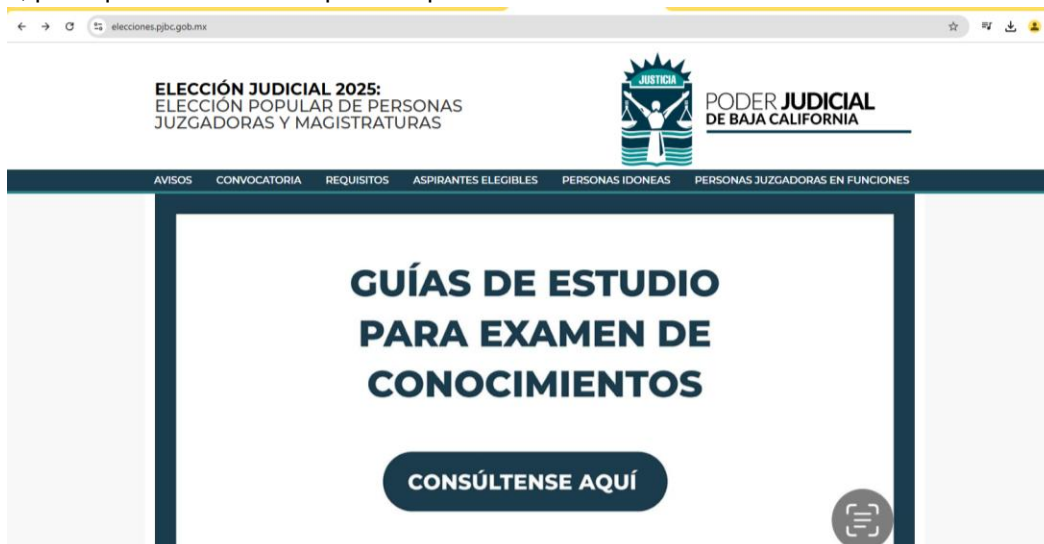 elecciones.pjbc.gob.mx
ELECCIÓN JUDICIAL 2025:
ELECCIÓN POPULAR DE PERSONAS
JUZGADORAS Y MAGISTRATURAS
JUSTICIA
PODER JUDICIAL
DE BAJA CALIFORNIA
AVISOS CONVOCATORIA REQUISITOS ASPIRANTES ELEGIBLES PERSONAS IDONEAS PERSONAS JUZGADORAS EN FUNCIONES
GUÍAS DE ESTUDIO
PARA EXAMEN DE
CONOCIMIENTOS
CONSÚLTENSE AQUÍ